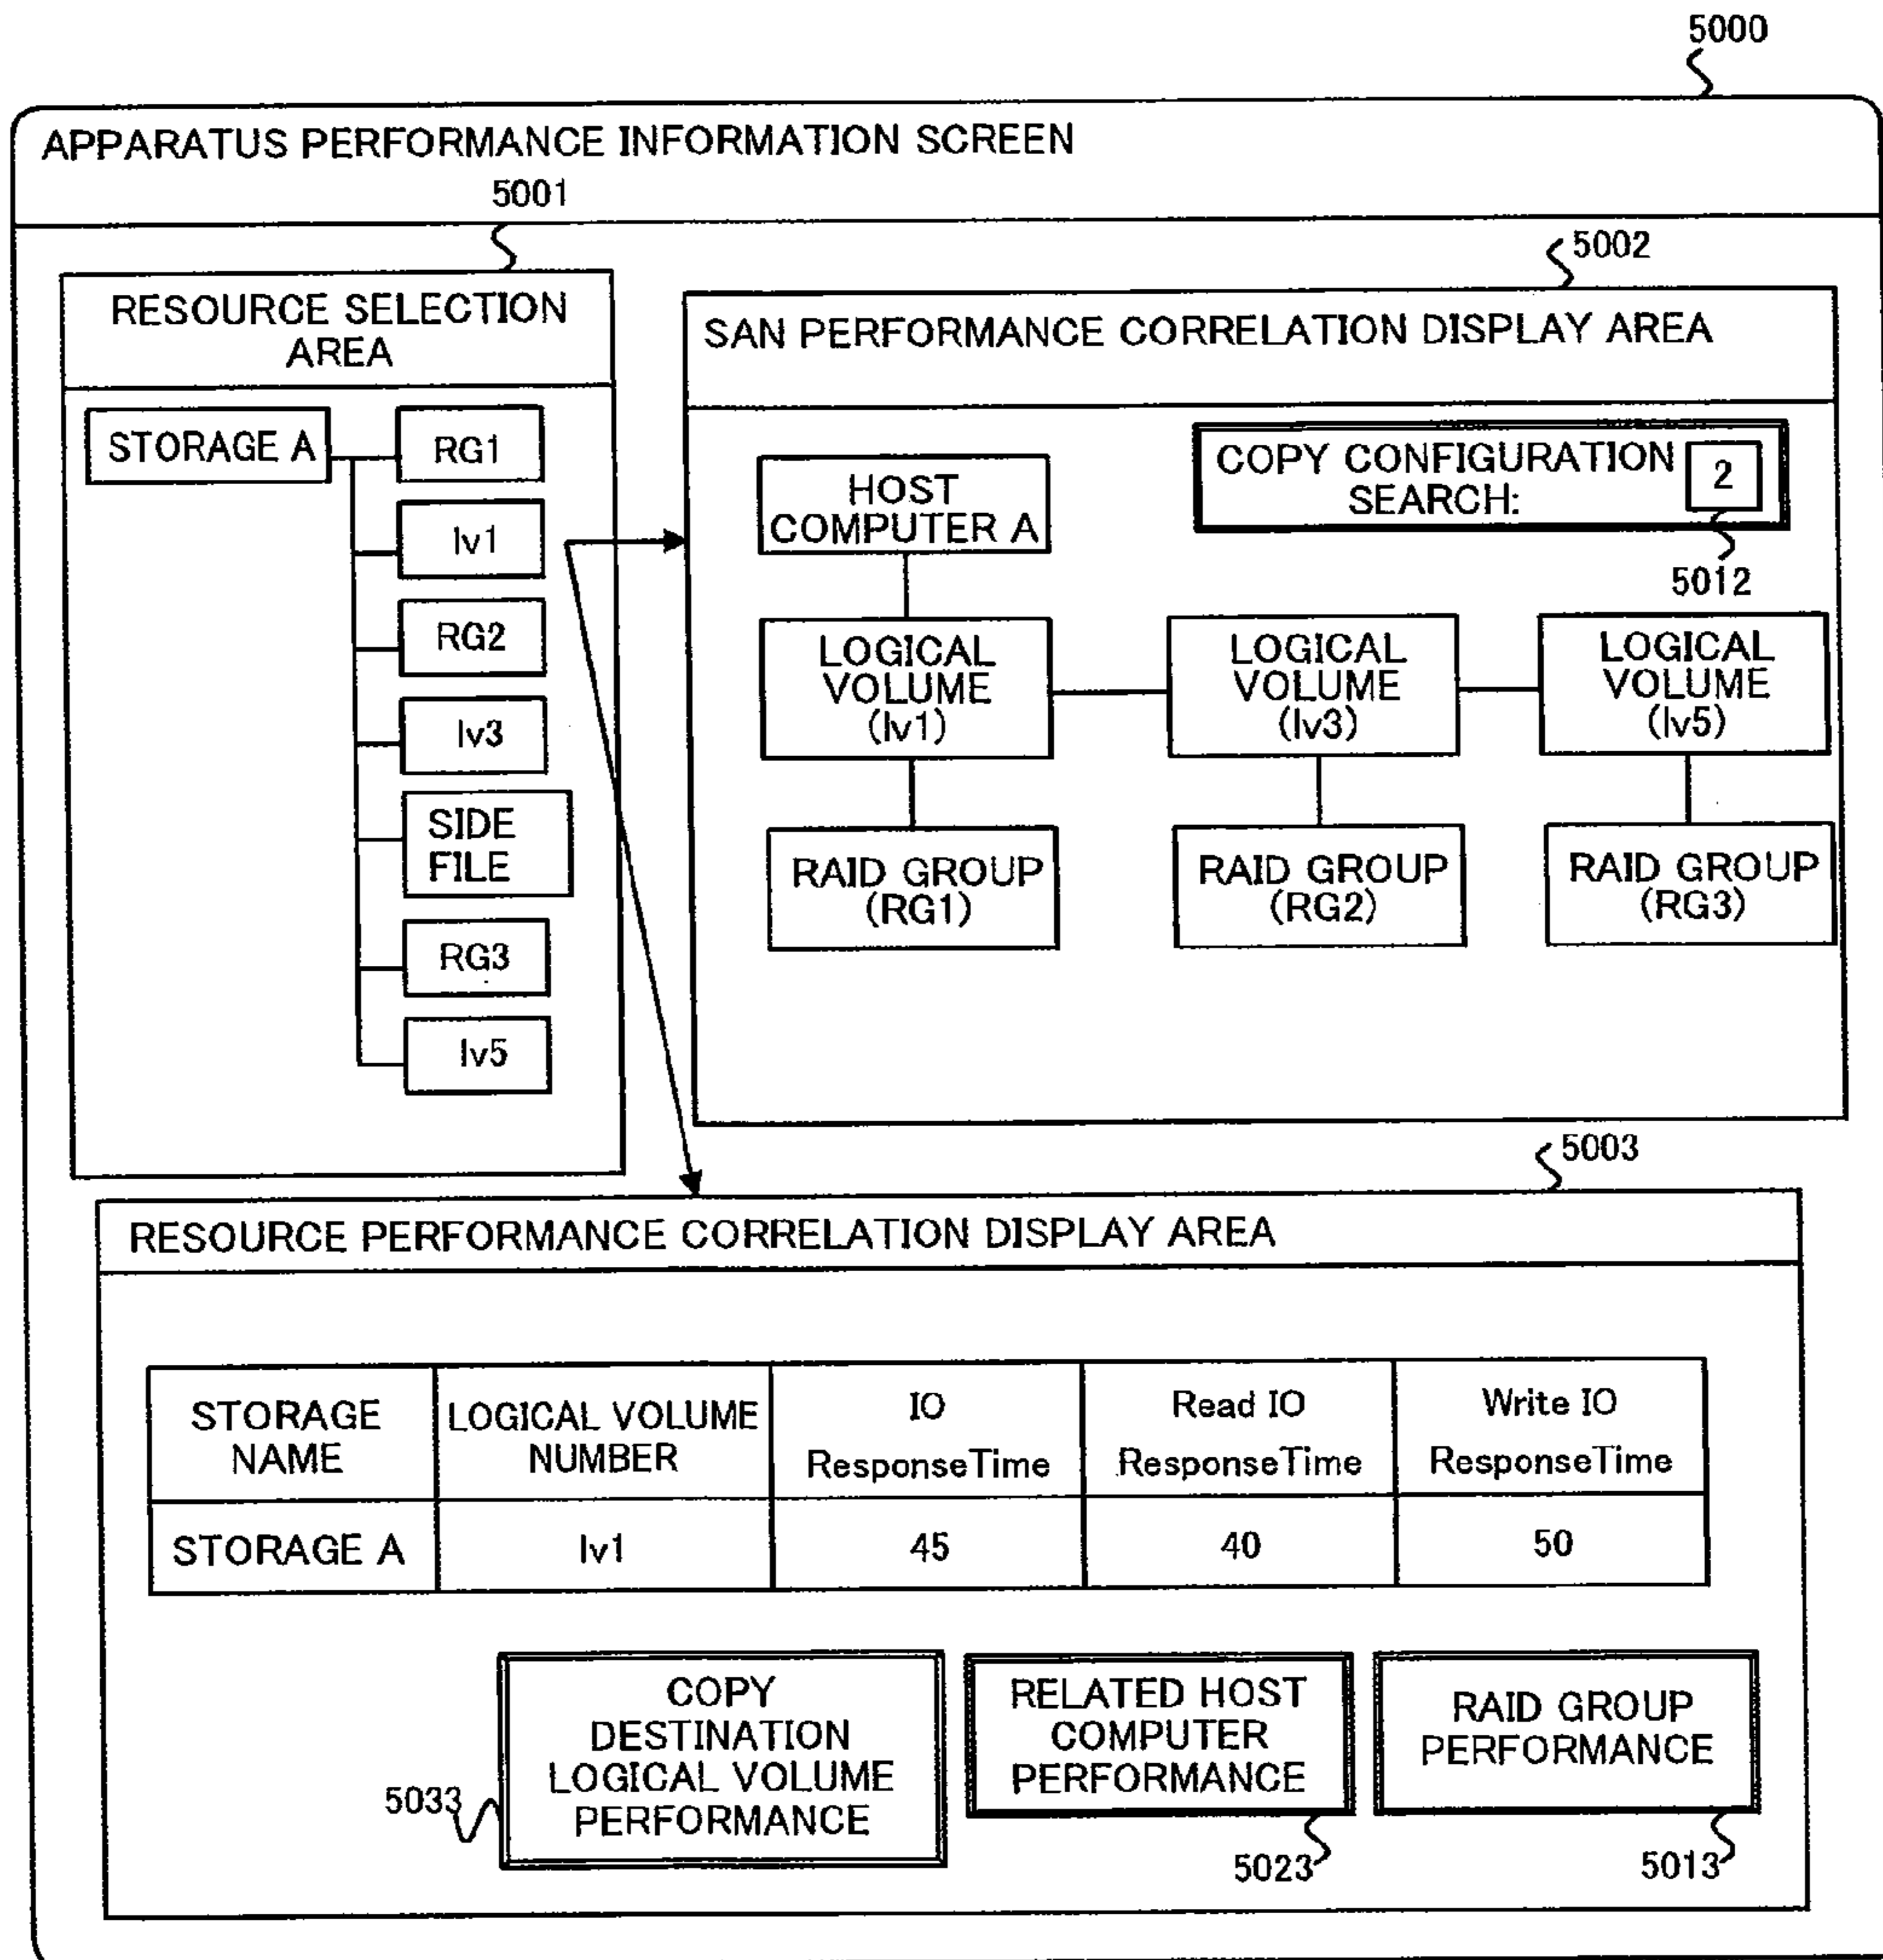 5000
APPARATUS PERFORMANCE INFORMATION SCREEN
5001
RESOURCE SELECTION
AREA
STORAGE A
RG1
lv1
RG2
lv3
SIDE
FILE
RG3
lv5
5002
SAN PERFORMANCE CORRELATION DISPLAY AREA
COPY CONFIGURATION
SEARCH:
2
5012
HOST
COMPUTER A
LOGICAL
VOLUME
(lv1)
LOGICAL
VOLUME
(lv3)
LOGICAL
VOLUME
(lv5)
RAID GROUP
(RG1)
RAID GROUP
(RG2)
RAID GROUP
(RG3)
5003
RESOURCE PERFORMANCE CORRELATION DISPLAY AREA
STORAGE
NAME
LOGICAL VOLUME
NUMBER
IO
ResponseTime
Read IO
ResponseTime
Write IO
ResponseTime
STORAGE A
lv1
45
40
50
COPY
DESTINATION
LOGICAL VOLUME
PERFORMANCE
5033
RELATED HOST
COMPUTER
PERFORMANCE
5023
RAID GROUP
PERFORMANCE
5013